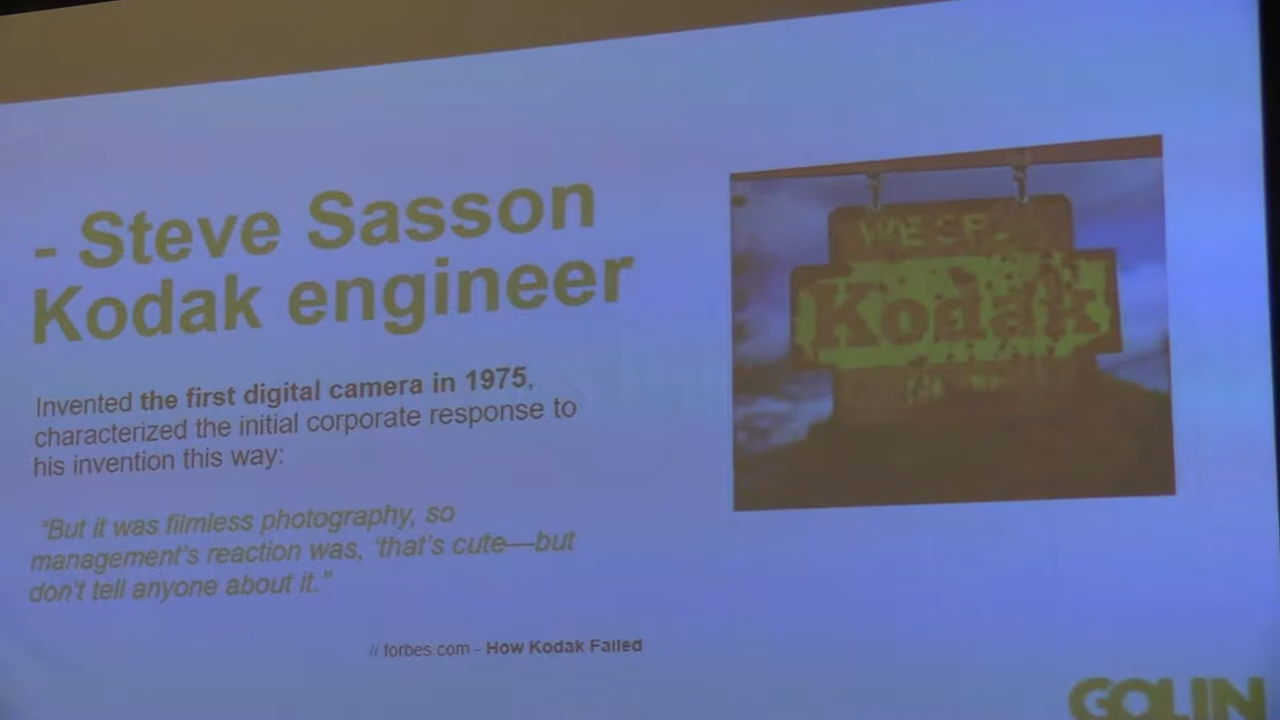 - Steve Sasson
Kodak engineer
Invented the first digital camera in 1975,
characterized the initial corporate response to
his invention this way:
“But it was filmless photography, so
management’s reaction was, ‘that’s cute—but
don’t tell anyone about it.”
// forbes.com - How Kodak Failed
Kodak
GOLIN